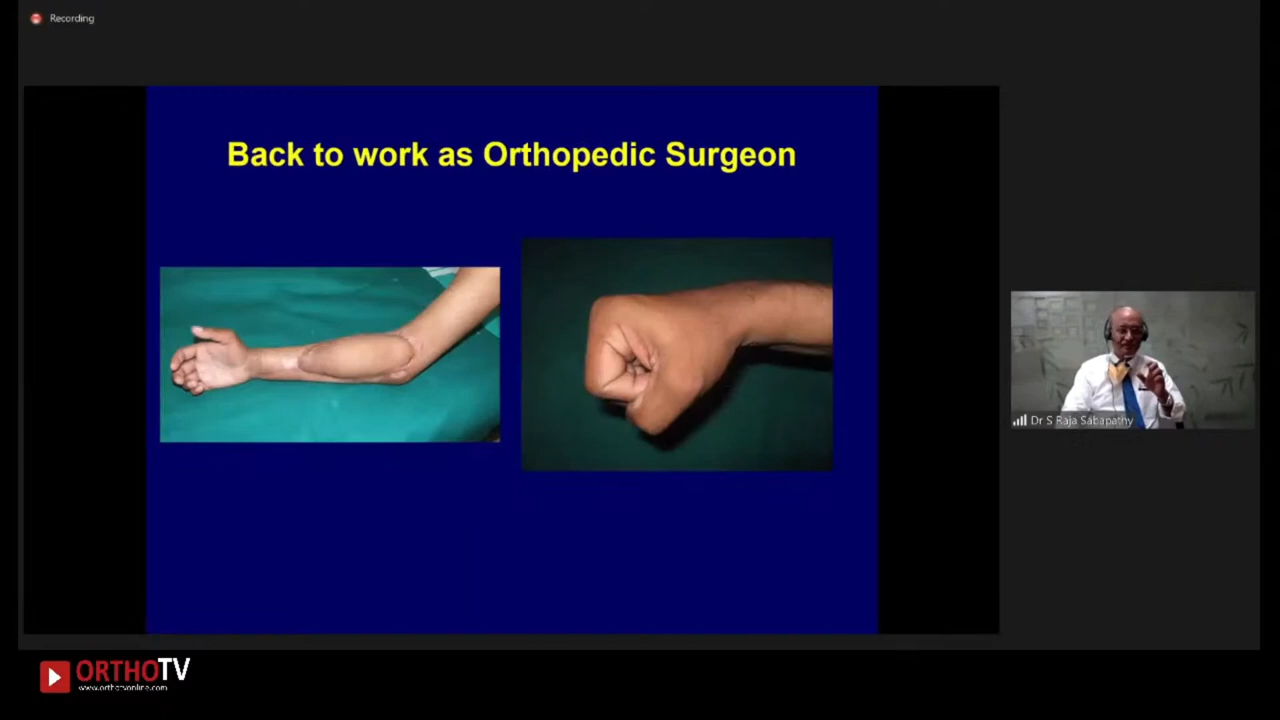 Recording
Back to work as Orthopedic Surgeon
Dr S Raja Sabapathy
ORTHOTV
www.orthotvonline.com